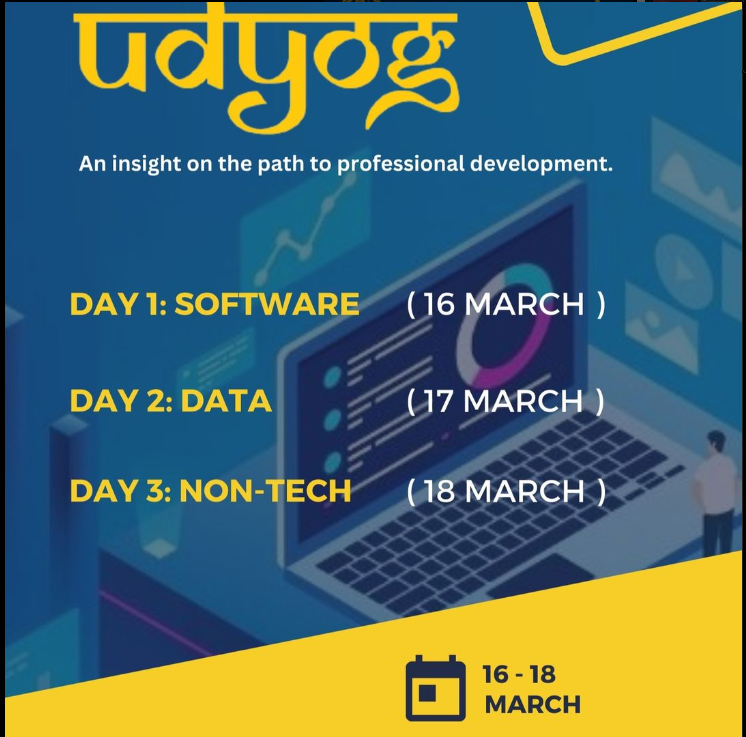 udyog
An insight on the path to professional development.
DAY 1: SOFTWARE ( 16 MARCH )
DAY 2: DATA ( 17 MARCH )
DAY 3: NON-TECH ( 18 MARCH )
16 - 18
MARCH